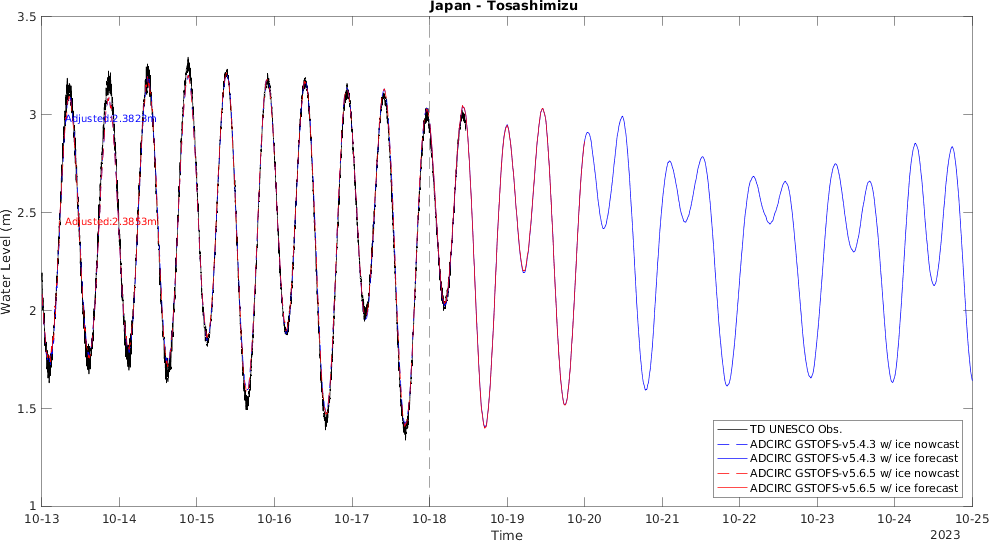 Japan - Tosashimizu
3.5
3
2.5
2
1.5
1
Water Level (m)
Adjusted:2.3823m
Adjusted:2.3853m
TD UNESCO Obs.
ADCIRC GSTOFS-v5.4.3 w/ ice nowcast
ADCIRC GSTOFS-v5.4.3 w/ ice forecast
ADCIRC GSTOFS-v5.6.5 w/ ice nowcast
ADCIRC GSTOFS-v5.6.5 w/ ice forecast
10-13 10-14 10-15 10-16 10-17 10-18 10-19 10-20 10-21 10-22 10-23 10-24 10-25
Time
2023